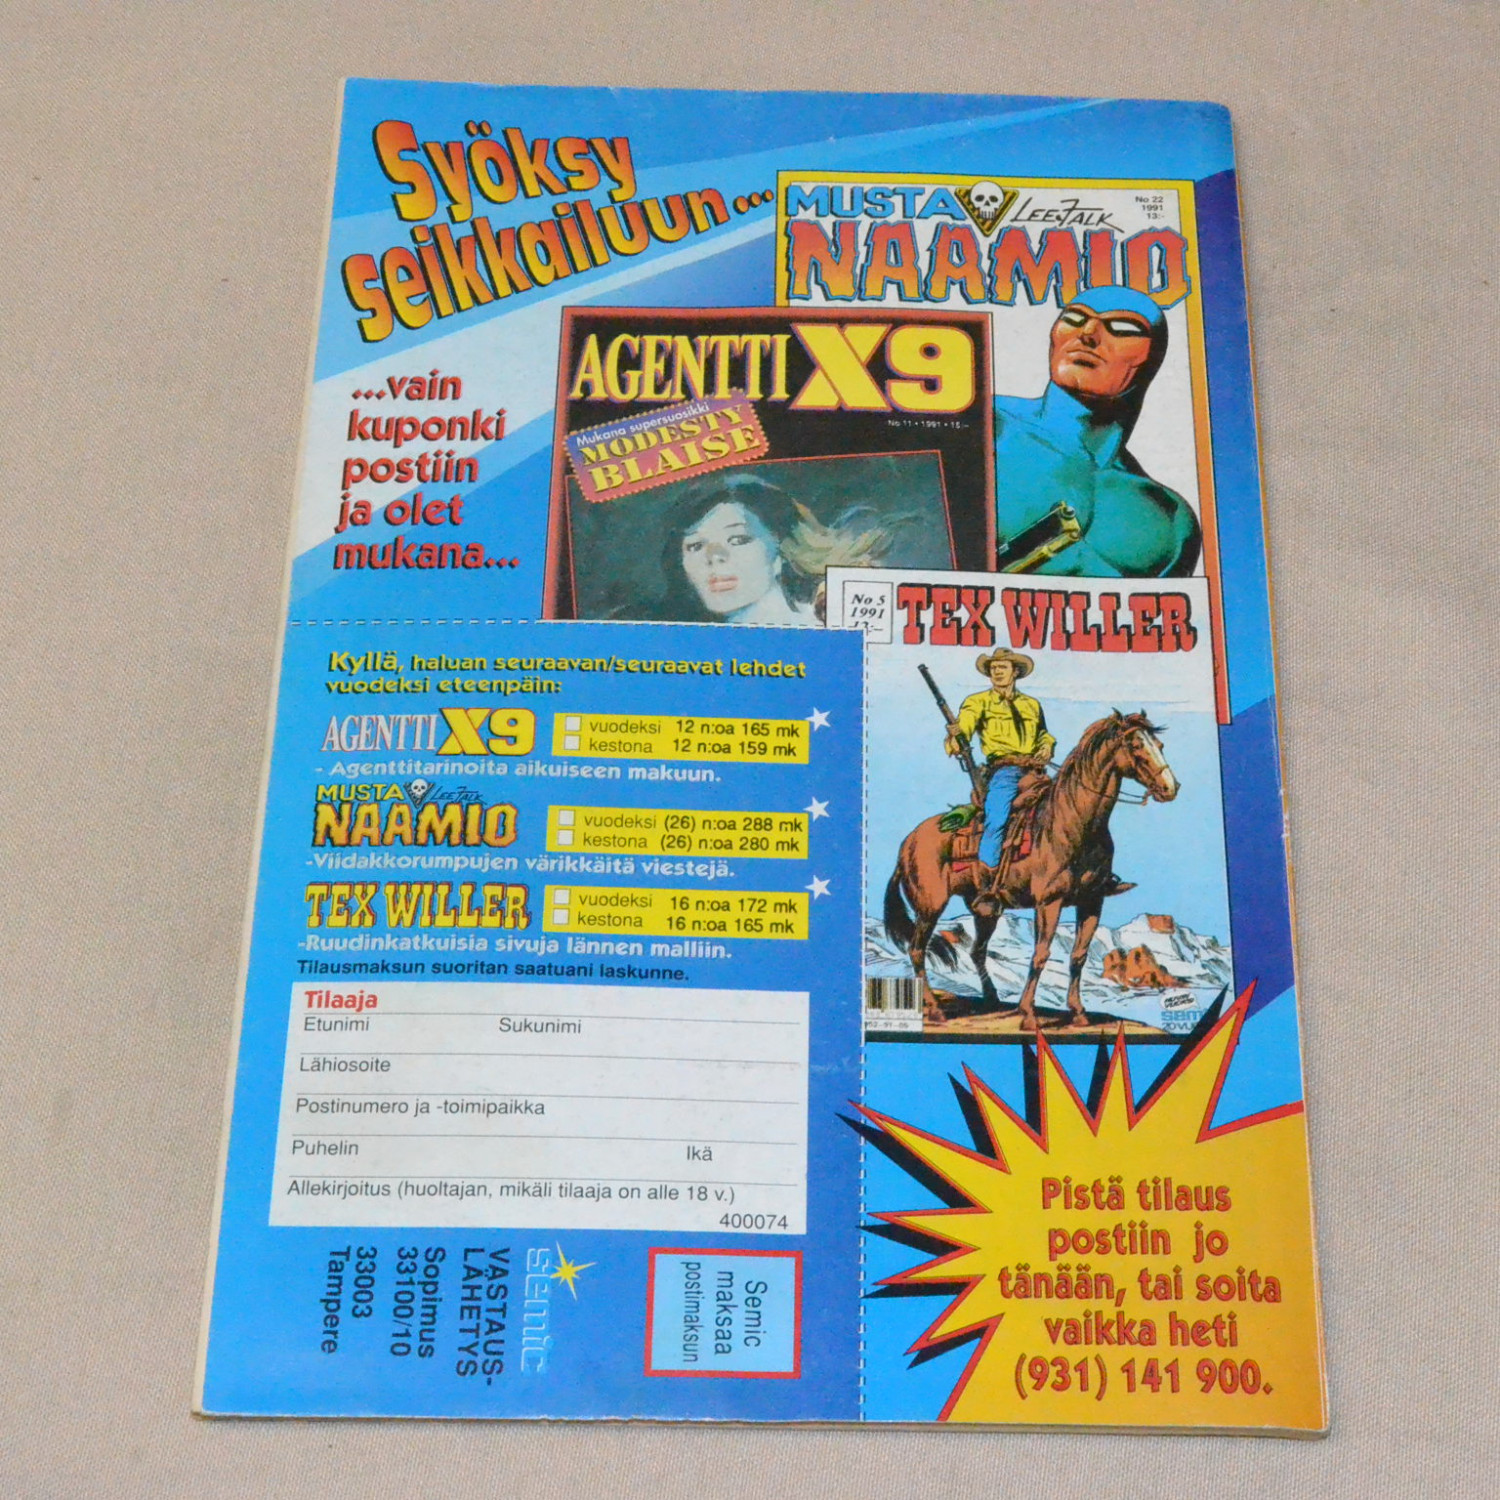 Syöksy
seikkailuun...
MUSTA
LEE FALK
No 22
1991
13:-
NAAMIO
AGENTTI X9
No 11 • 1991 • 15:-
Mukana supersuosikki
MODESTY
BLAISE
...vain
kuponki
postiin
ja olet
mukana...
No 5
1991
13:-
TEX WILLER
Kyllä, haluan seuraavan/seuraavat lehdet
vuodeksi eteenpäin:
AGENTTI X9
vuodeksi 12 n:oa 165 mk
kestona 12 n:oa 159 mk
- Agenttitarinoita aikuiseen makuun.
MUSTA LEE FALK
NAAMIO
vuodeksi (26) n:oa 288 mk
kestona (26) n:oa 280 mk
-Viidakkorumpujen värikkäitä viestejä.
TEX WILLER
vuodeksi 16 n:oa 172 mk
kestona 16 n:oa 165 mk
-Ruudinkatkuisia sivuja lännen malliin.
Tilausmaksun suoritan saatuani laskunne.
Tilaaja
Etunimi Sukunimi
Lähiosoite
Postinumero ja -toimipaikka
Puhelin Ikä
Allekirjoitus (huoltajan, mikäli tilaaja on alle 18 v.)
400074
semic
VASTAUS-
LÄHETYS
Sopimus
33100/10
33003
Tampere
Semic
maksaa
postimaksun
Pistä tilaus
postiin jo
tänään, tai soita
vaikka heti
(931) 141 900.